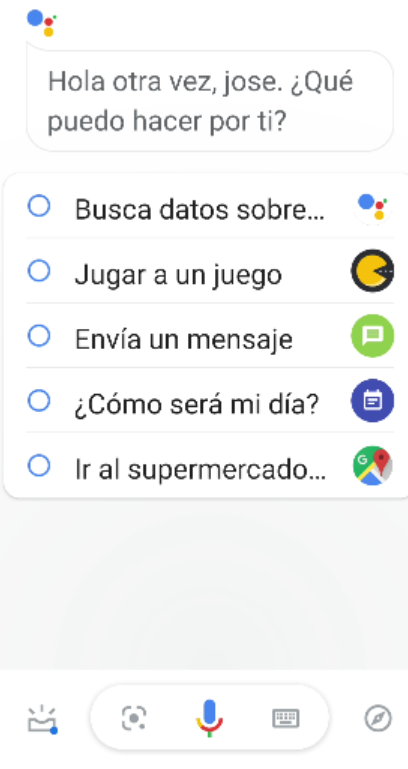 Hola otra vez, jose. ¿Qué
puedo hacer por ti?
Busca datos sobre...
Jugar a un juego
Envía un mensaje
¿Cómo será mi día?
Ir al supermercado...
G